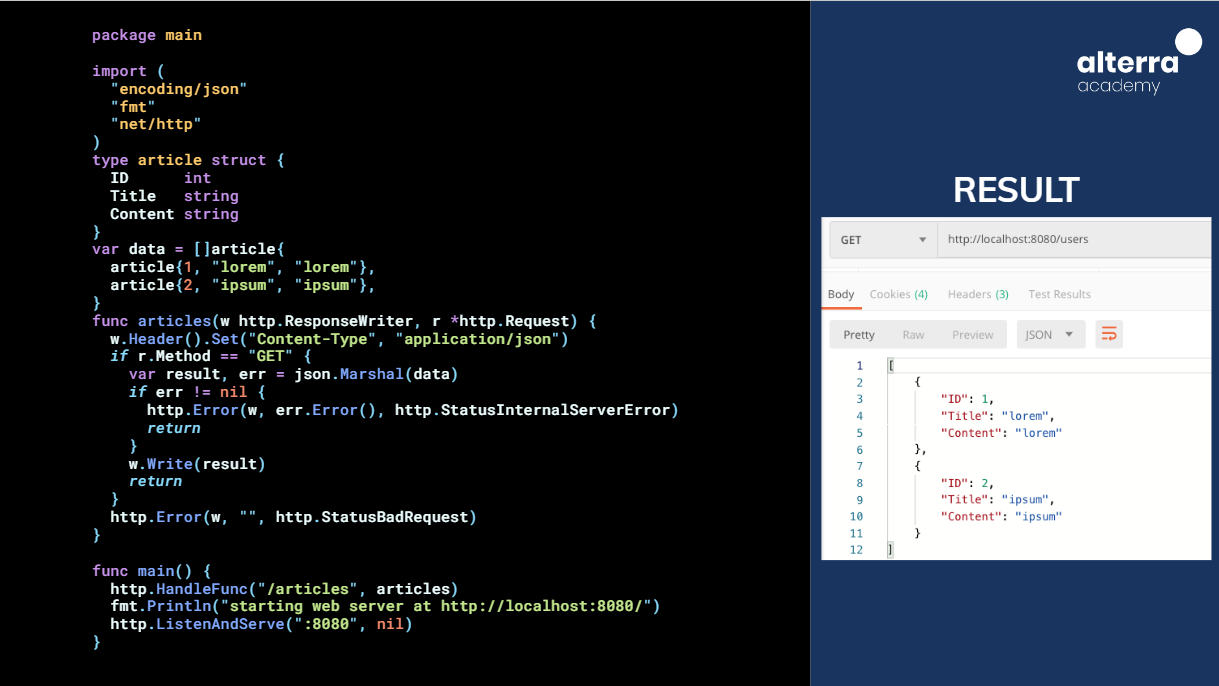 package main
import (
"encoding/json"
"fmt"
"net/http"
)
type article struct {
ID int
Title string
Content string
}
var data = []article{
article{1, "lorem", "lorem"},
article{2, "ipsum", "ipsum"},
}
func articles(w http.ResponseWriter, r *http.Request) {
w.Header().Set("Content-Type", "application/json")
if r.Method == "GET" {
var result, err = json.Marshal(data)
if err != nil {
http.Error(w, err.Error(), http.StatusInternalServerError)
return
}
w.Write(result)
return
}
http.Error(w, "", http.StatusBadRequest)
}
func main() {
http.HandleFunc("/articles", articles)
fmt.Println("starting web server at http://localhost:8080/")
http.ListenAndServe(":8080", nil)
}
alterra
academy
RESULT
GET http://localhost:8080/users
Body Cookies (4) Headers (3) Test Results
Pretty Raw Preview JSON
1 [
2 {
3 "ID": 1,
4 "Title": "lorem",
5 "Content": "lorem"
6 },
7 {
8 "ID": 2,
9 "Title": "ipsum",
10 "Content": "ipsum"
11 }
12 ]